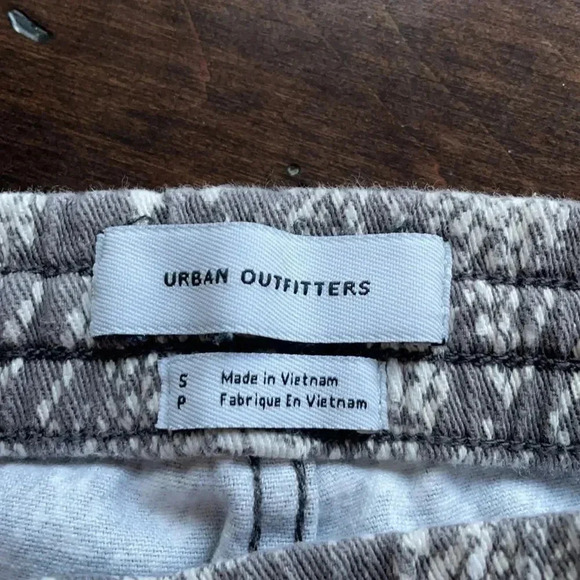 URBAN OUTFITTERS
S Made in Vietnam
P Fabrique En Vietnam